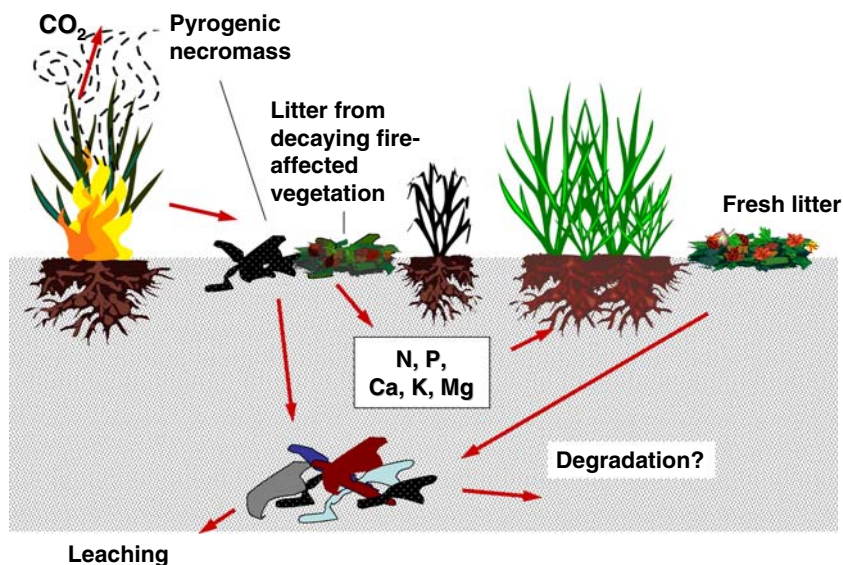 CO2
Pyrogenic
necromass
Litter from
decaying fire-
affected
vegetation
Fresh litter
N, P,
Ca, K, Mg
Degradation?
Leaching